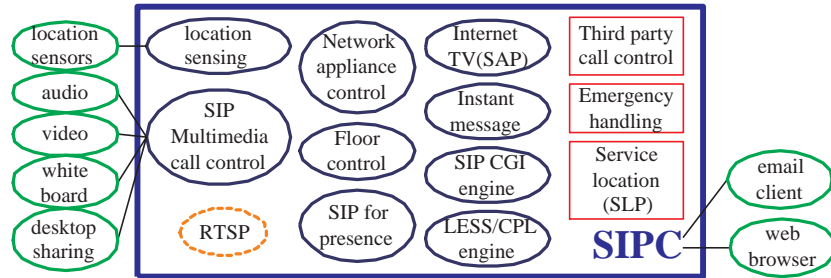 location
sensors
audio
video
white
board
desktop
sharing
location
sensing
SIP
Multimedia
call control
RTSP
Network
appliance
control
Floor
control
SIP for
presence
Internet
TV(SAP)
Instant
message
SIP CGI
engine
LESS/CPL
engine
Third party
call control
Emergency
handling
Service
location
(SLP)
SIPC
email
client
web
browser